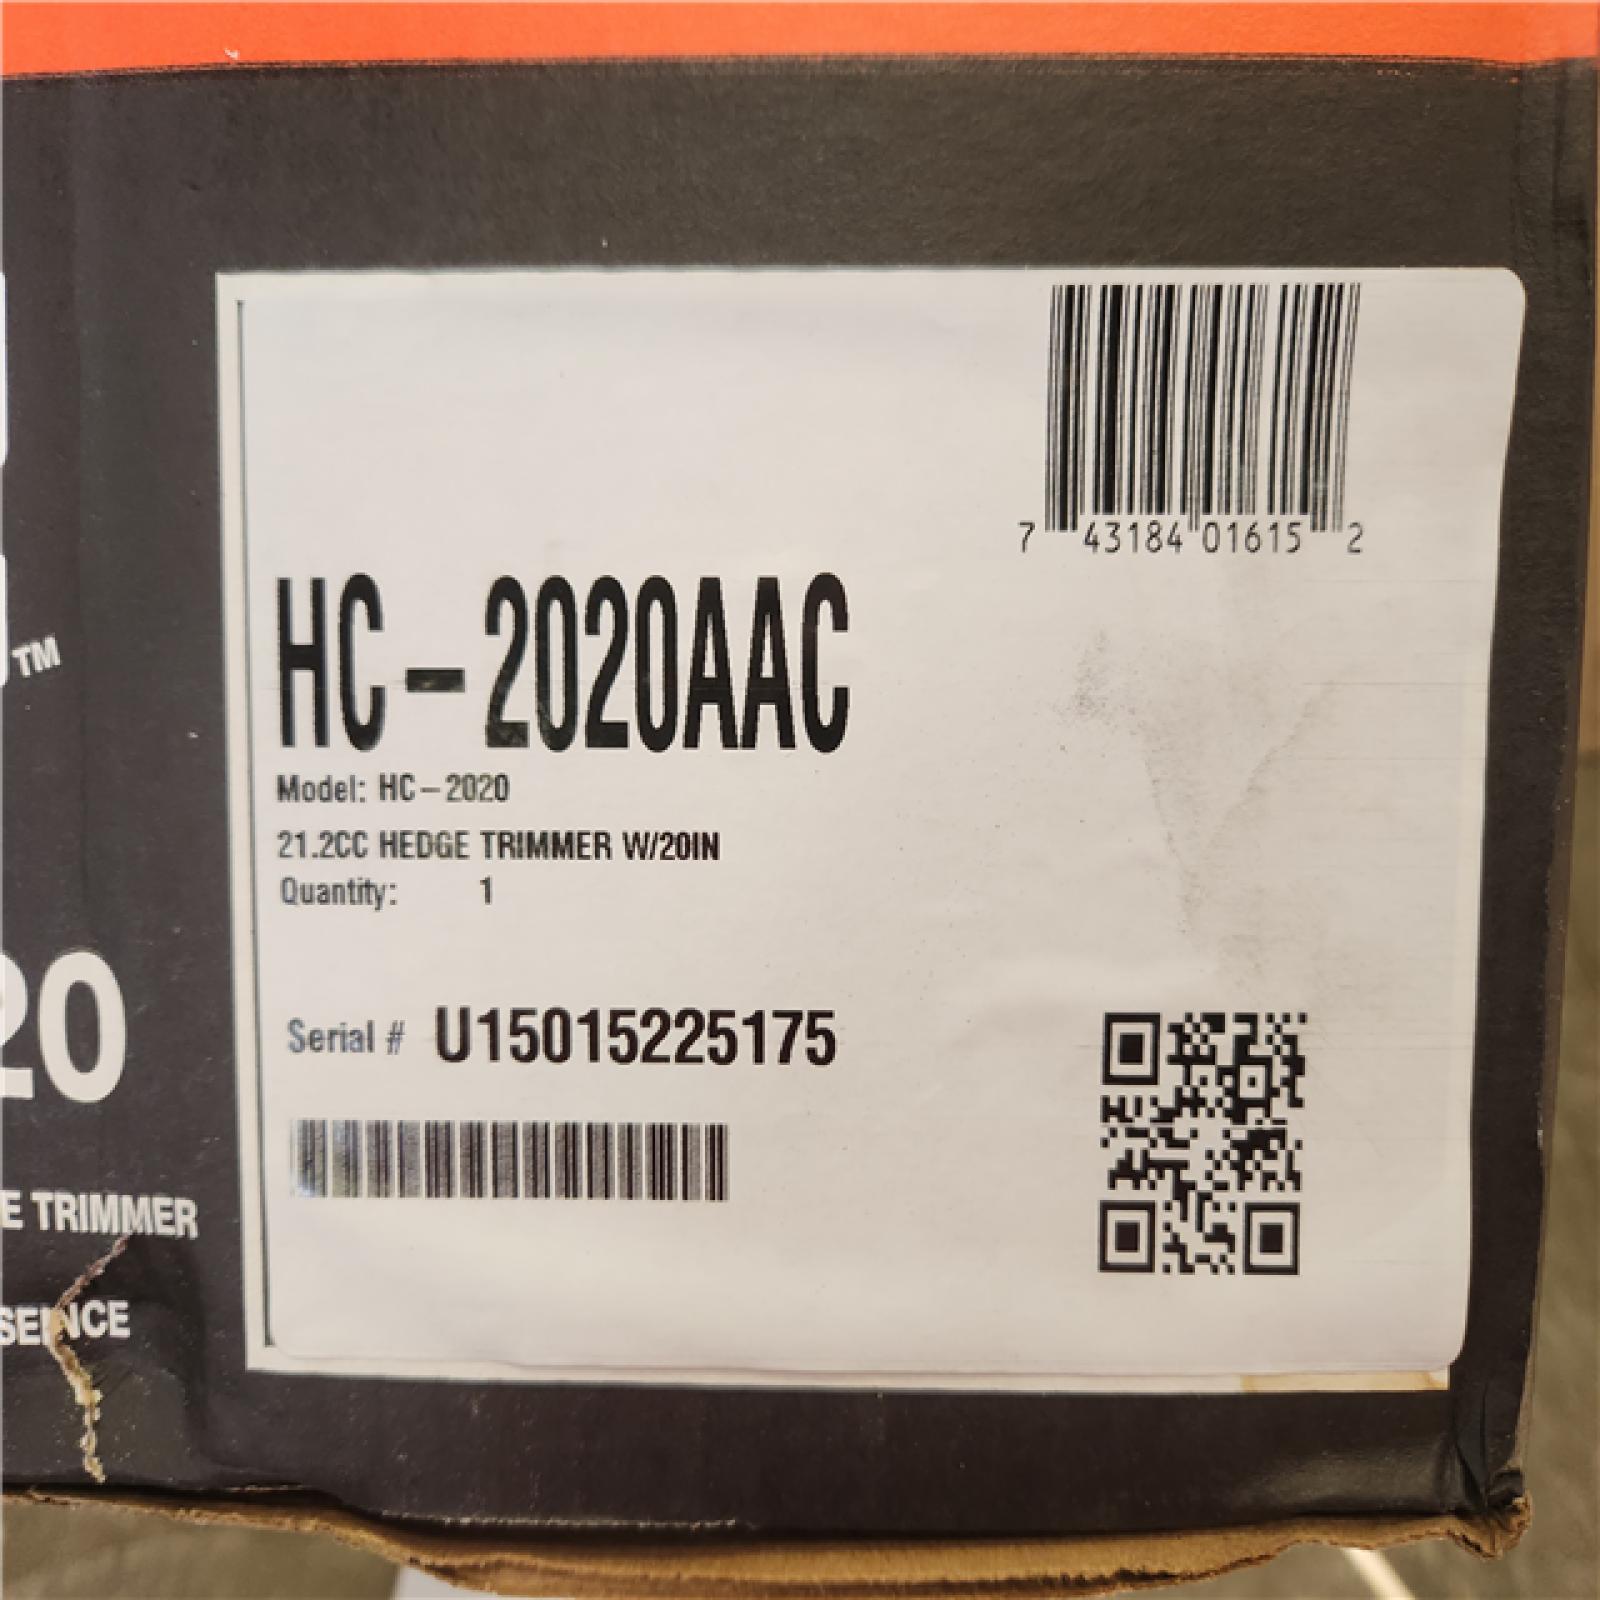 7 43184 01615 2
HC-2020AAC
Model: HC-2020
21.2CC HEDGE TRIMMER W/20IN
Quantity: 1
Serial # U15015225175
TM
20
E TRIMMER